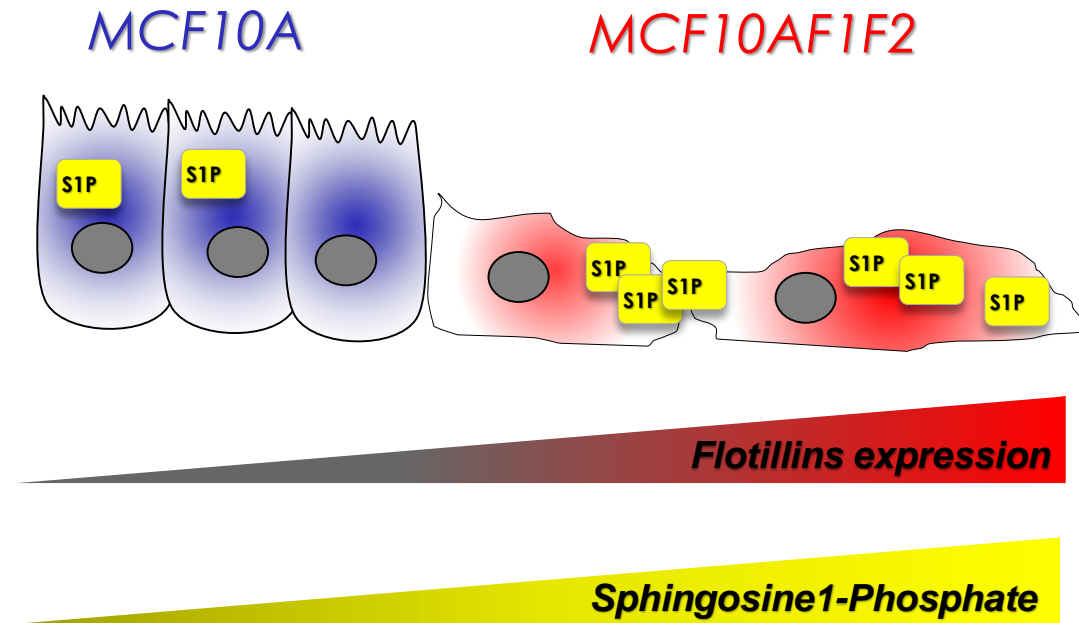 MCF10A
MCF10AF1F2
S1P
S1P
S1P
S1P
S1P
S1P
S1P
S1P
Flotillins expression
Sphingosine1-Phosphate